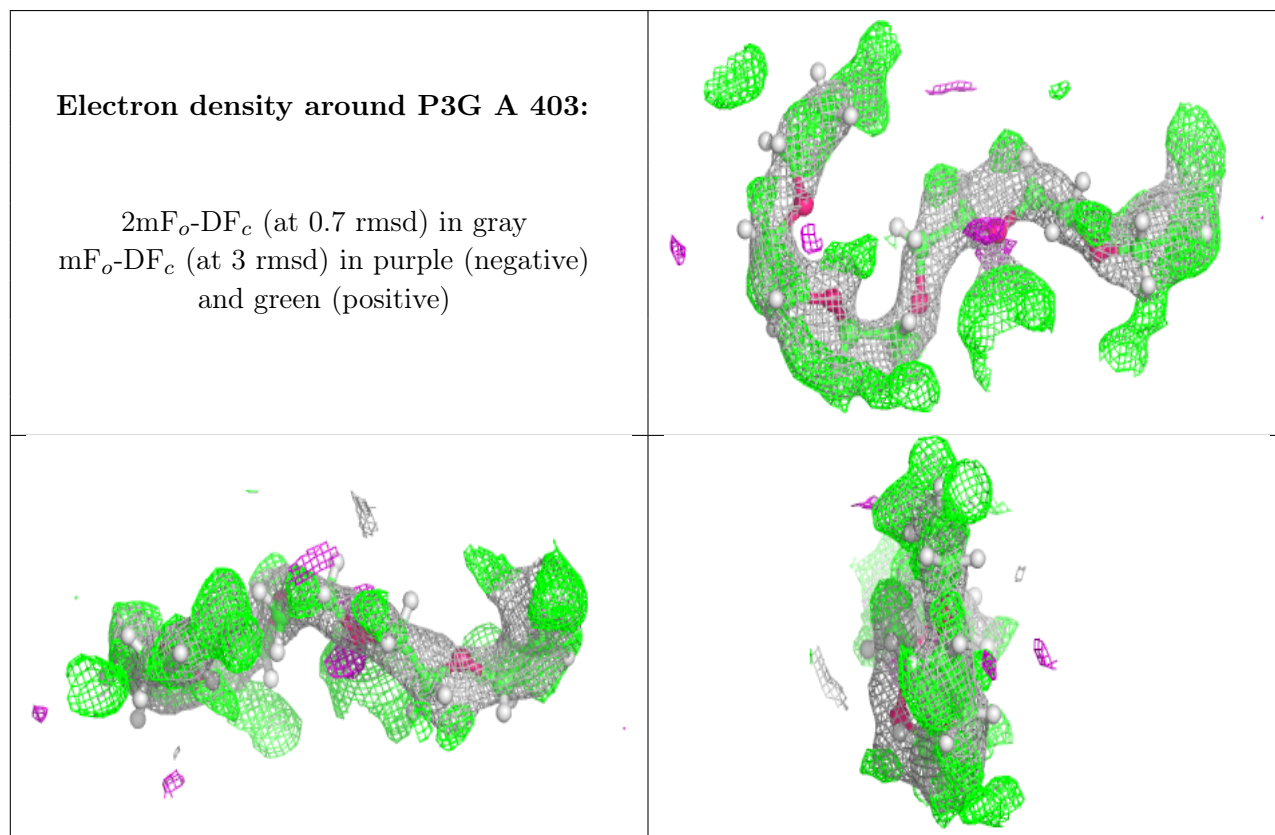 Electron density around P3G A 403:
2mFo-DFc (at 0.7 rmsd) in gray
mFo-DFc (at 3 rmsd) in purple (negative)
and green (positive)